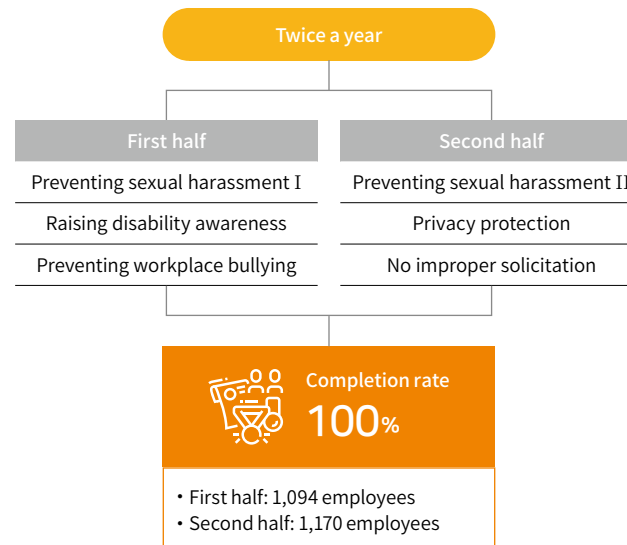 Twice a year
First half
Preventing sexual harassment I
Raising disability awareness
Preventing workplace bullying
Second half
Preventing sexual harassment II
Privacy protection
No improper solicitation
Completion rate
100%
• First half: 1,094 employees
• Second half: 1,170 employees